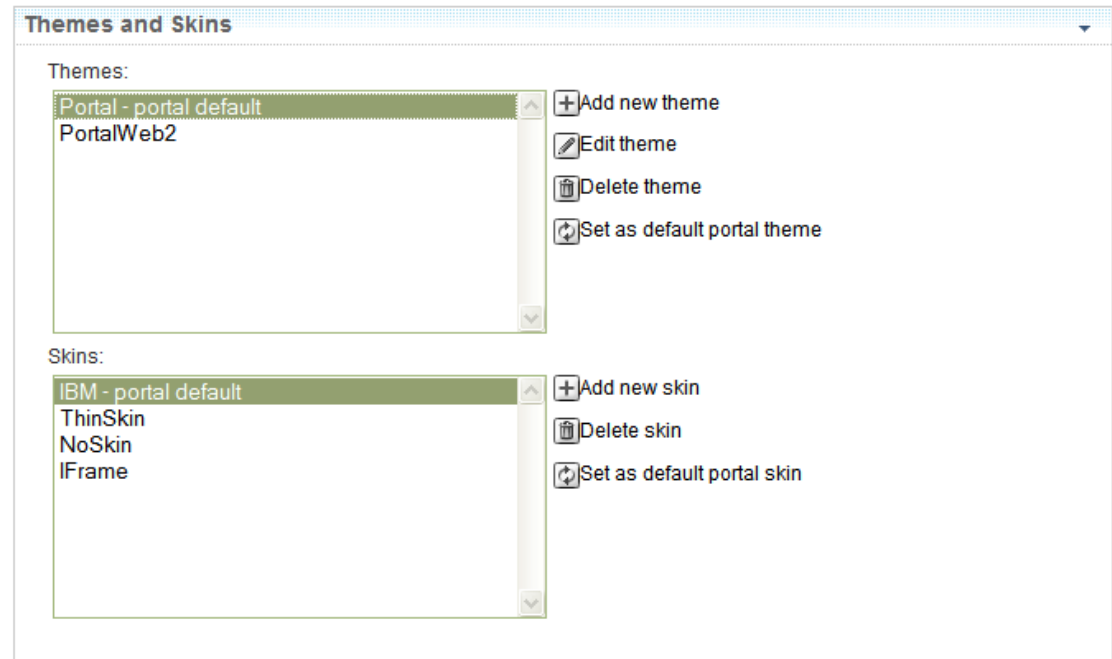 Themes and Skins
Themes:
Portal - portal default
PortalWeb2
Add new theme
Edit theme
Delete theme
Set as default portal theme
Skins:
IBM - portal default
ThinSkin
NoSkin
IFrame
Add new skin
Delete skin
Set as default portal skin